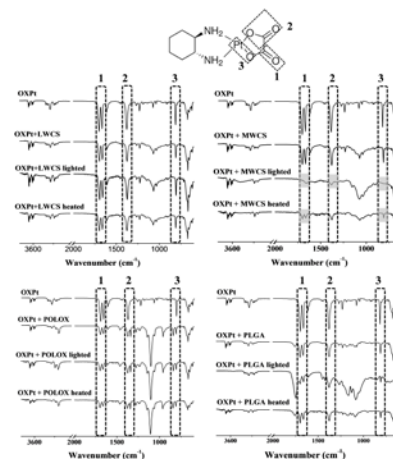 NH₂
Pt
O
O
O
O
NH₂
2
3
1
1 2 3
OXPt
OXPt+LWCS
OXPt+LWCS lighted
OXPt+LWCS heated
3600 2000 1500 1000
Wavenumber (cm⁻¹)
1 2 3
OXPt
OXPt + MWCS
OXPt + MWCS lighted
OXPt + MWCS heated
3600 2000 1500 1000
Wavenumber (cm⁻¹)
1 2 3
OXPt
OXPt + POLOX
OXPt + POLOX lighted
OXPt + POLOX heated
3600 2000 1500 1000
Wavenumber (cm⁻¹)
1 2 3
OXPt
OXPt + PLGA
OXPt + PLGA lighted
OXPt + PLGA heated
3600 2000 1500 1000
Wavenumber (cm⁻¹)